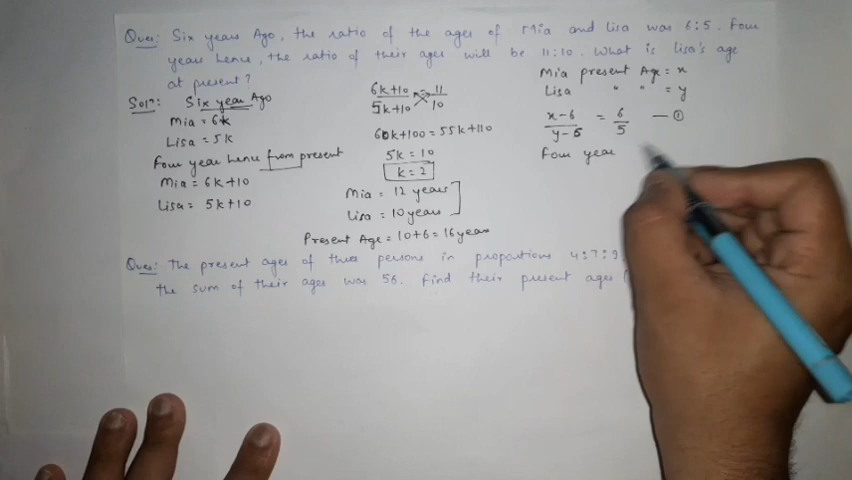 Ques: Six years Ago, the ratio of the ages of Mia and lisa was 6:5. Four
years hence, the ratio of their ages will be 11:10. What is lisa's age
at present?
Solⁿ: Six year Ago
Mia = 6k
Lisa = 5k
Four year hence from present
Mia = 6k+10
Lisa = 5k+10
6k+10 = 11
5k+10 10
60k+100 = 55k+110
5k = 10
k = 2
Mia = 12 years
Lisa = 10 years
Present Age = 10+6 = 16 years
Mia present Age = x
Lisa " " = y
x-6 = 6 — ①
y-6 5
Four year
Ques: The present ages of three persons in proportions 4:7:9
the sum of their ages was 56. Find their present ages